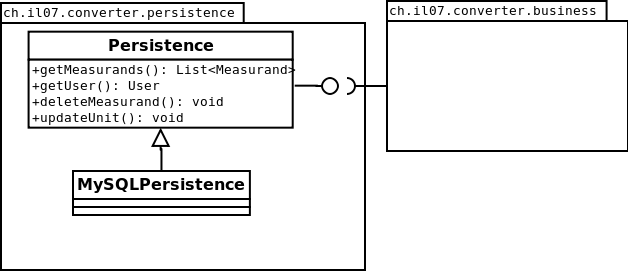 ch.il07.converter.persistence
Persistence
+getMeasurands(): List<Measurand>
+getUser(): User
+deleteMeasurand(): void
+updateUnit(): void
MySQLPersistence
ch.il07.converter.business